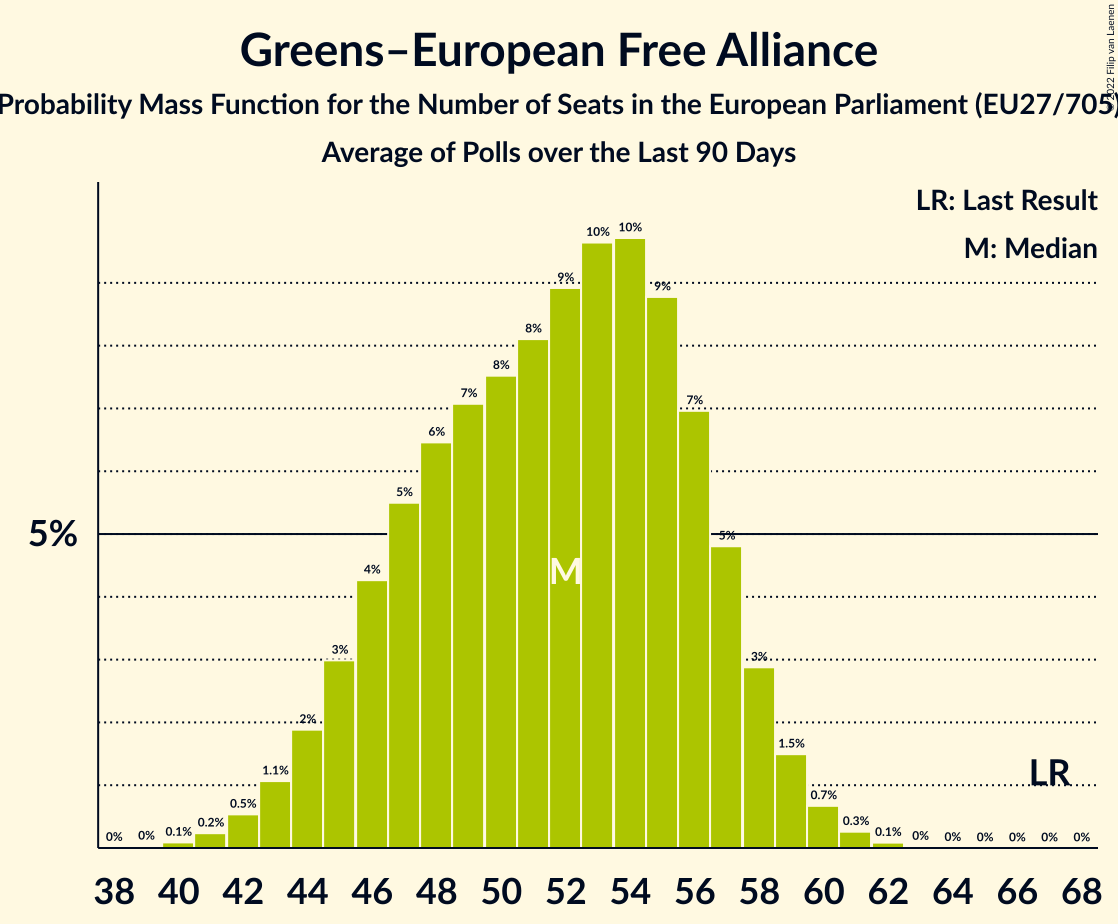 Greens–European Free Alliance
Probability Mass Function for the Number of Seats in the European Parliament (EU27/705)
Average of Polls over the Last 90 Days
© 2022 Filip van Laenen
LR: Last Result
M: Median
5%
0% 0% 0.1% 0.2% 0.5% 1.1% 2% 3% 4% 5% 6% 7% 8% 8% 9% 10% 10% 9% 7% 5% 3% 1.5% 0.7% 0.3% 0.1% 0% 0% 0% 0% 0% 0%
M
LR
38 40 42 44 46 48 50 52 54 56 58 60 62 64 66 68